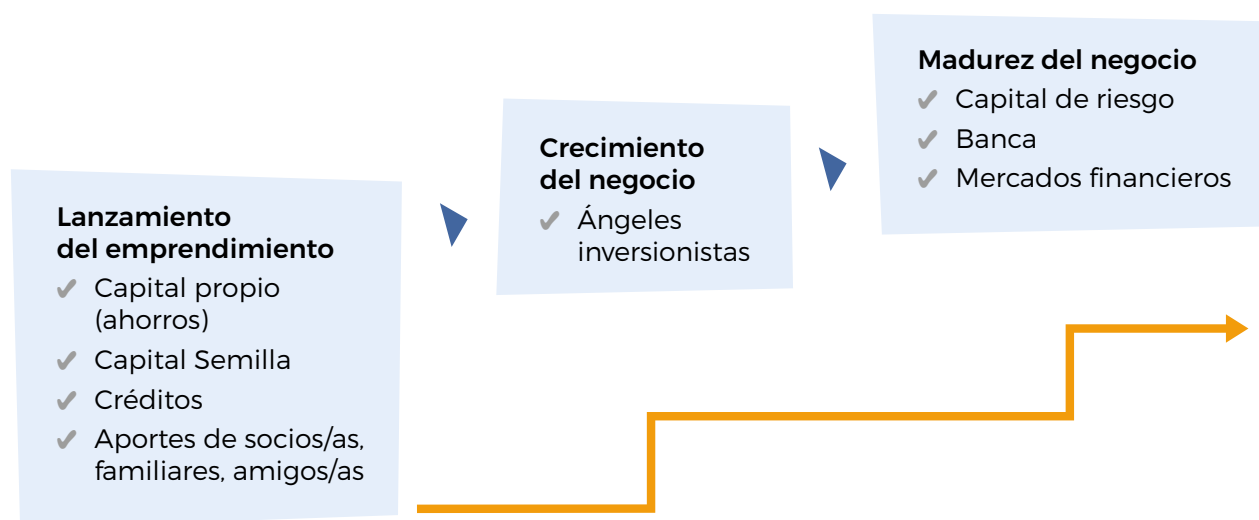 Lanzamiento
del emprendimiento
Capital propio
(ahorros)
Capital Semilla
Créditos
Aportes de socios/as,
familiares, amigos/as
Crecimiento
del negocio
Ángeles
inversionistas
Madurez del negocio
Capital de riesgo
Banca
Mercados financieros